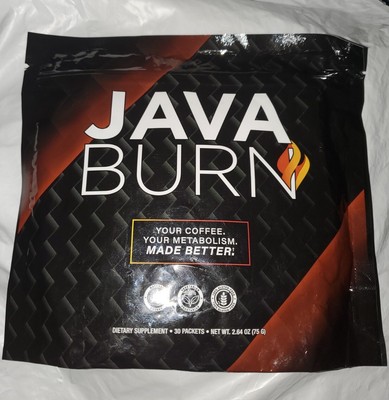 JAVA
BURN
YOUR COFFEE.
YOUR METABOLISM.
MADE BETTER.
DIETARY SUPPLEMENT • 30 PACKETS • NET WT. 2.64 OZ (75 G)